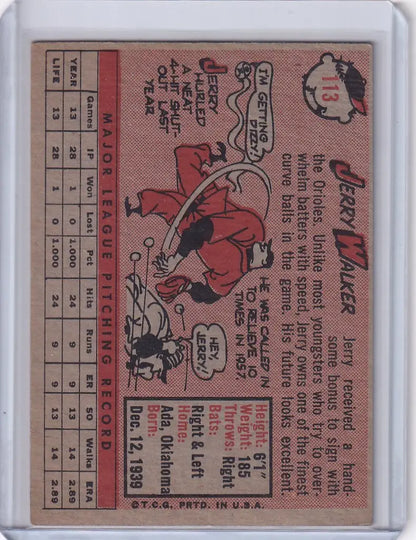 113
JERRY WALKER
Jerry received a hand-
some bonus to sign with
the Orioles. Unlike most youngsters who try to over-
whelm batters with speed, Jerry owns one of the finest
curve balls in the game. His future looks excellent.
JERRY
HURLED
A NEAT
4-HIT SHUT-
OUT LAST
YEAR
I'M GETTING
DIZZY!
HE WAS CALLED IN
TO RELIEVE 10
TIMES IN 1957.
HEY,
JERRY!
Height: 6'1"
Weight: 185
Throws: Right
Bats:
Right & Left
Home:
Ada, Oklahoma
Born:
Dec. 12, 1939
©T.C.G. PRTD. IN U.S.A.
MAJOR LEAGUE PITCHING RECORD
Games IP Won Lost Pct Hits Runs ER SO Walks ERA
YEAR 13 28 1 0 1.000 24 9 9 13 14 2.89
LIFE 13 28 1 0 1.000 24 9 9 13 14 2.89